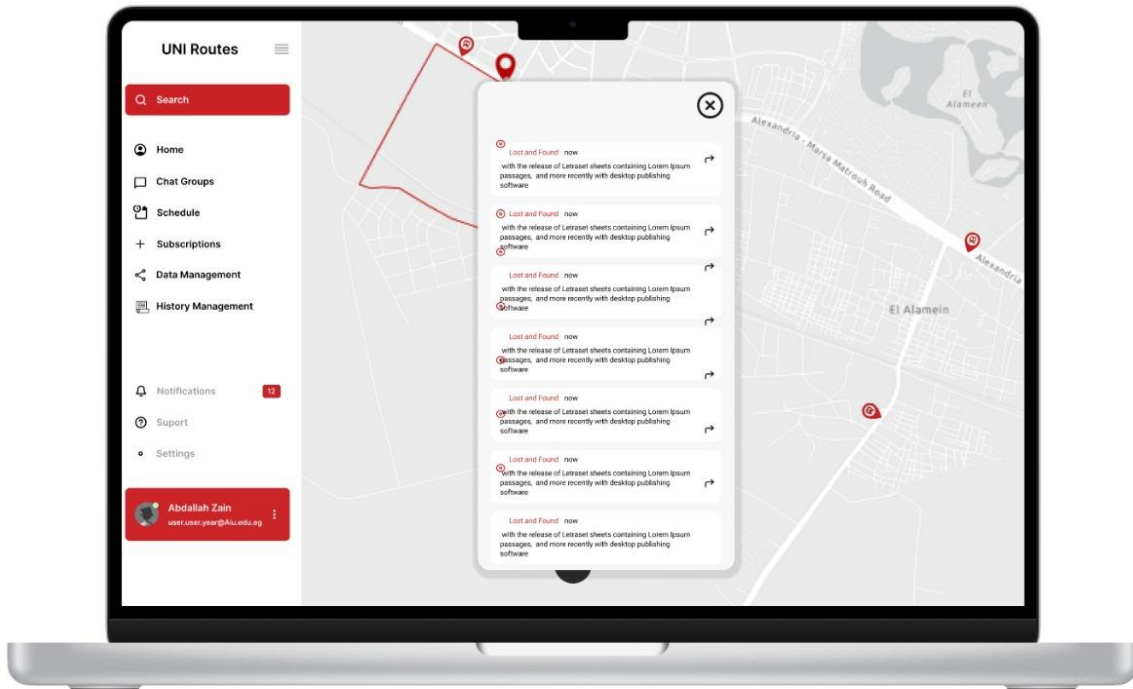 UNI Routes
Search
Home
Chat Groups
Schedule
Subscriptions
Data Management
History Management
Notifications 12
Suport
Settings
Abdallah Zain
user.user.year@Aiu.edu.eg
El
Alameen
Alexandria - Marsa Matrouh Road
Alexandria
El Alamein
Lost and Found now
with the release of Letraset sheets containing Lorem Ipsum
passages, and more recently with desktop publishing
software
Lost and Found now
with the release of Letraset sheets containing Lorem Ipsum
passages, and more recently with desktop publishing
software
Lost and Found now
with the release of Letraset sheets containing Lorem Ipsum
passages, and more recently with desktop publishing
software
Lost and Found now
with the release of Letraset sheets containing Lorem Ipsum
passages, and more recently with desktop publishing
software
Lost and Found now
with the release of Letraset sheets containing Lorem Ipsum
passages, and more recently with desktop publishing
software
Lost and Found now
with the release of Letraset sheets containing Lorem Ipsum
passages, and more recently with desktop publishing
software
Lost and Found now
with the release of Letraset sheets containing Lorem Ipsum
passages, and more recently with desktop publishing
software